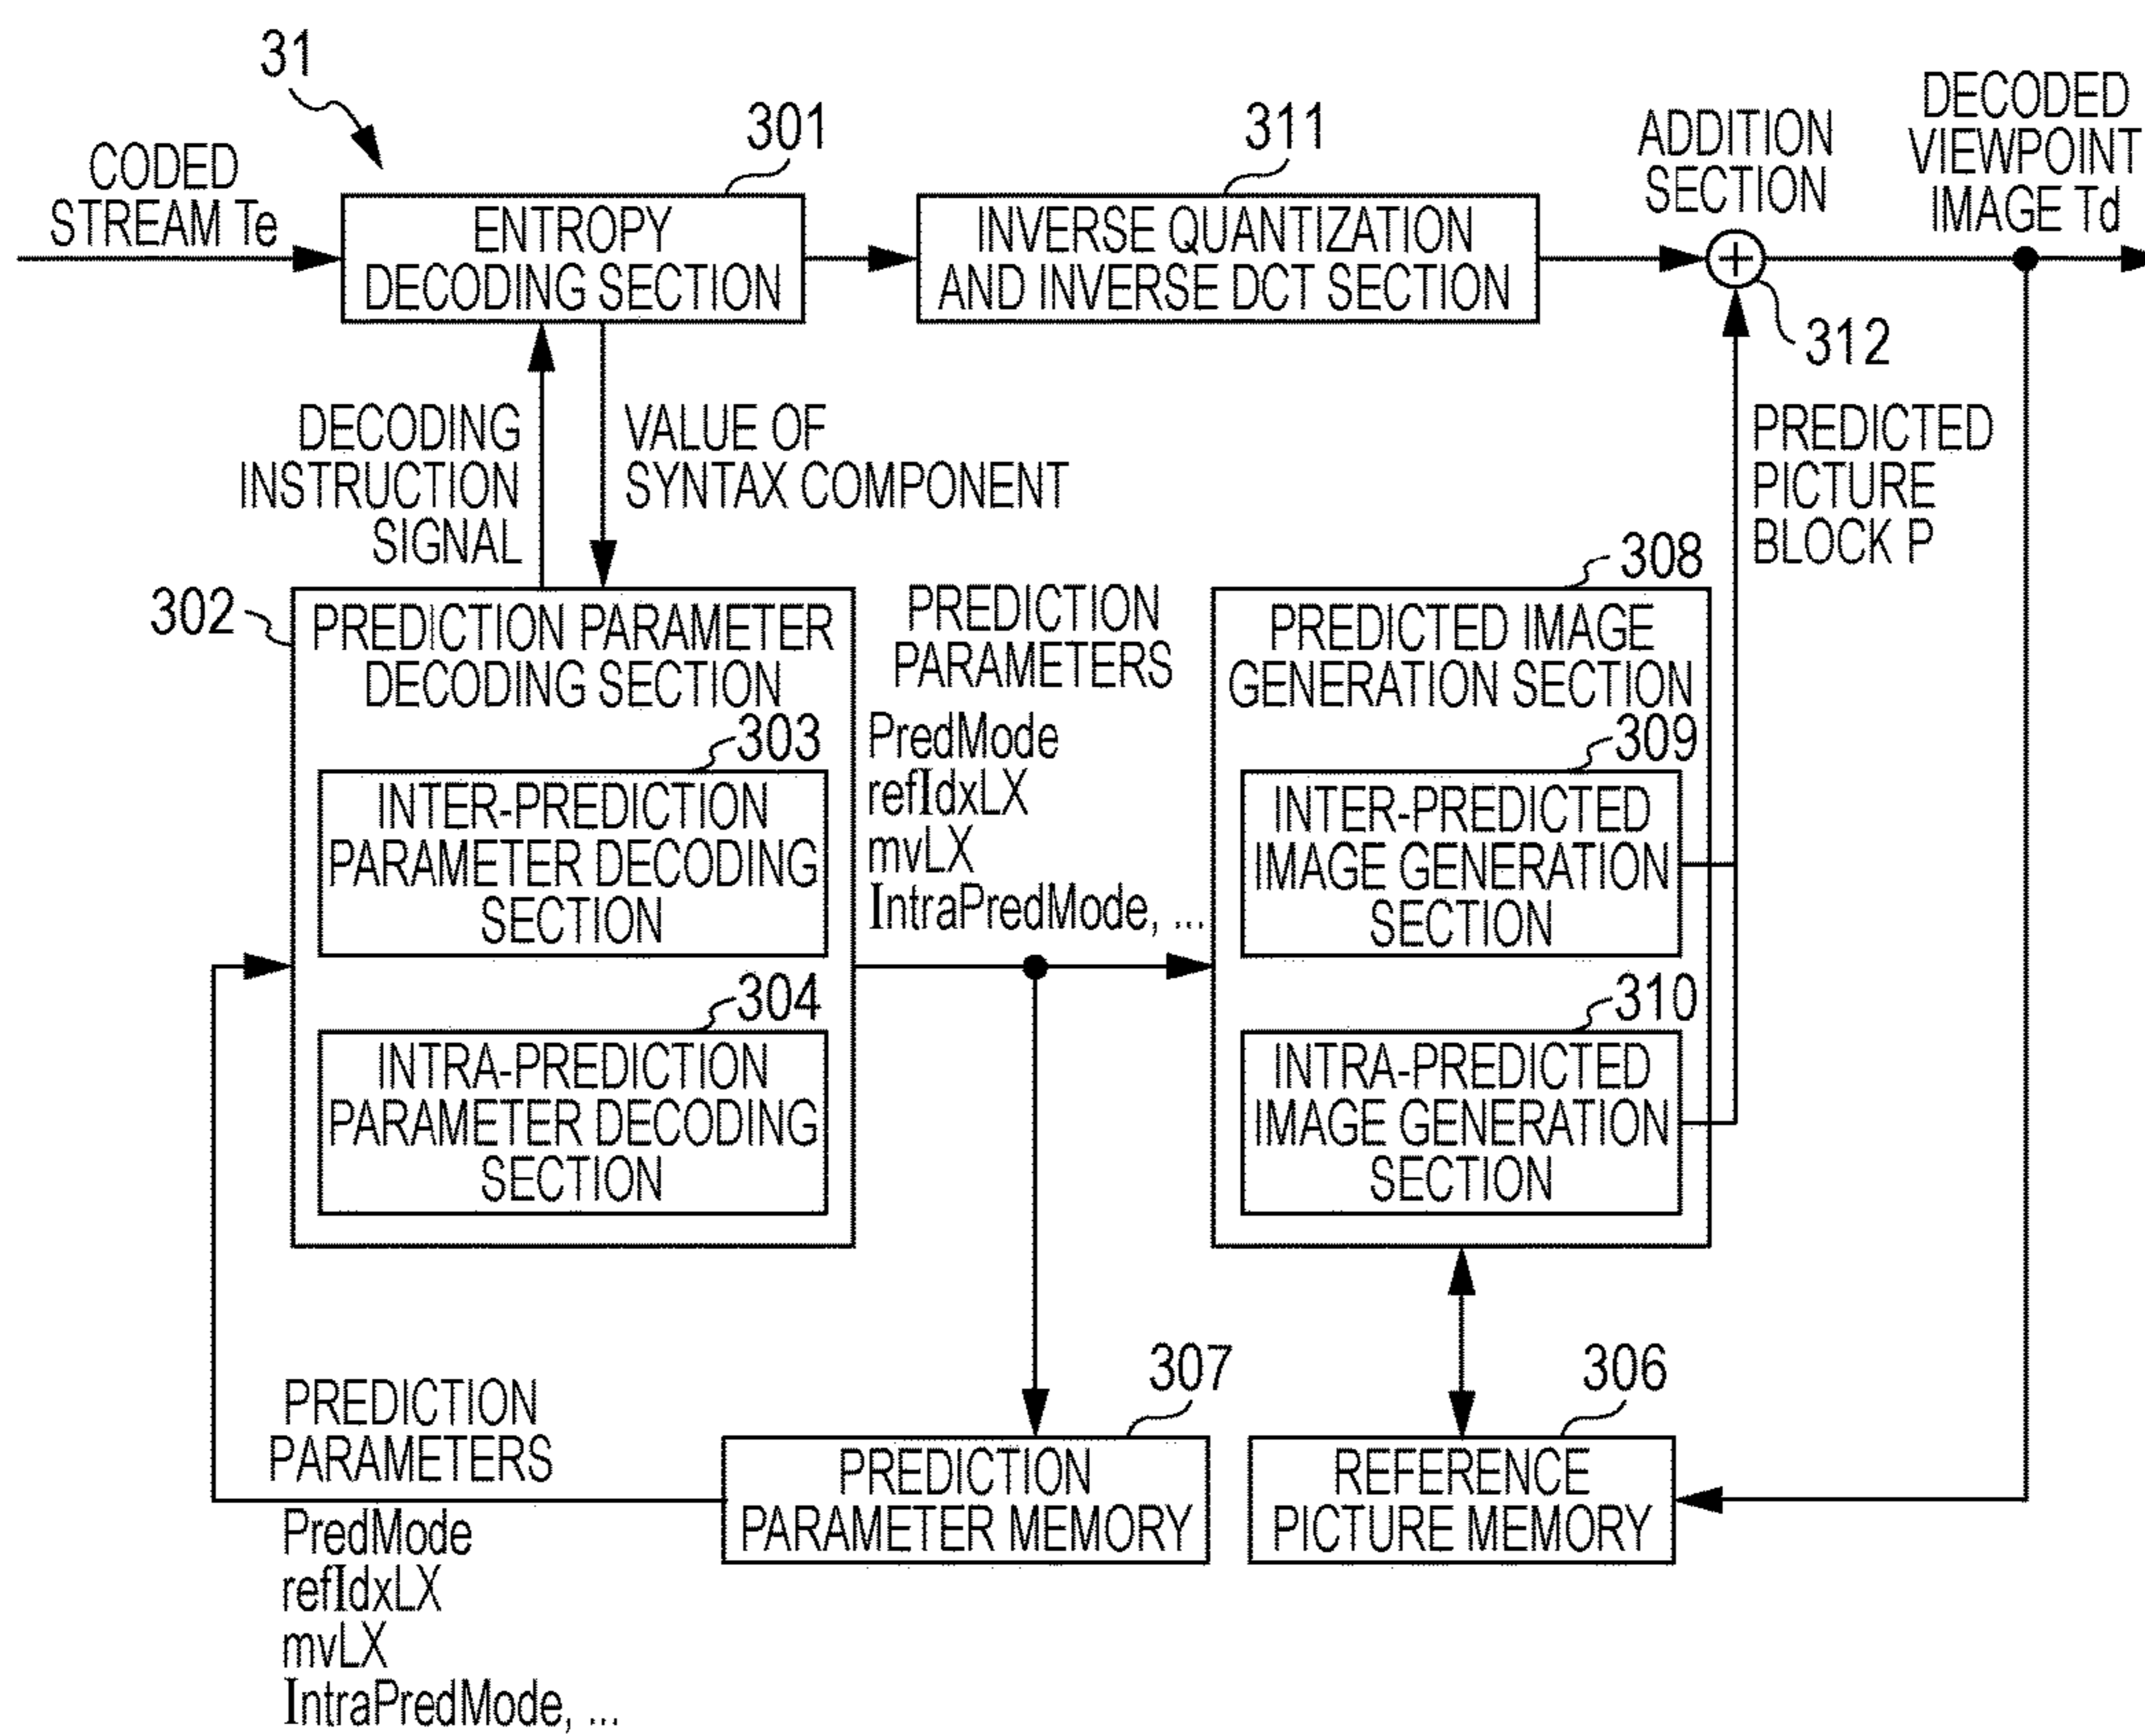 31
CODED
STREAM Te
301
ENTROPY
DECODING SECTION
311
INVERSE QUANTIZATION
AND INVERSE DCT SECTION
ADDITION
SECTION
312
DECODED
VIEWPOINT
IMAGE Td
DECODING
INSTRUCTION
SIGNAL
VALUE OF
SYNTAX COMPONENT
PREDICTED
PICTURE
BLOCK P
302
PREDICTION PARAMETER
DECODING SECTION
303
INTER-PREDICTION
PARAMETER DECODING
SECTION
304
INTRA-PREDICTION
PARAMETER DECODING
SECTION
PREDICTION
PARAMETERS
PredMode
refIdxLX
mvLX
IntraPredMode, ...
308
PREDICTED IMAGE
GENERATION SECTION
309
INTER-PREDICTED
IMAGE GENERATION
SECTION
310
INTRA-PREDICTED
IMAGE GENERATION
SECTION
PREDICTION
PARAMETERS
PredMode
refIdxLX
mvLX
IntraPredMode, ...
307
PREDICTION
PARAMETER MEMORY
306
REFERENCE
PICTURE MEMORY
+